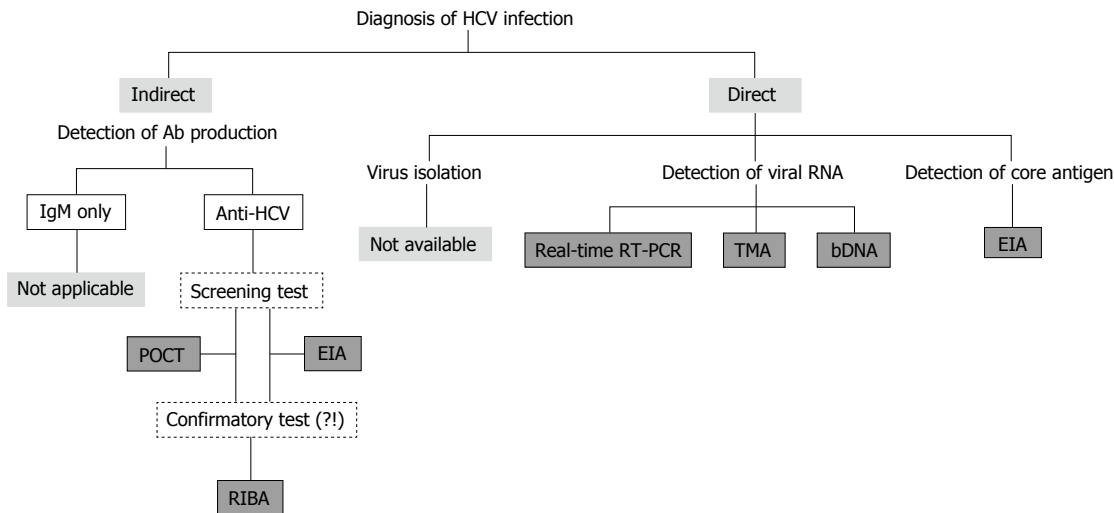 Diagnosis of HCV infection
Indirect
Direct
Detection of Ab production
Virus isolation
Detection of viral RNA
Detection of core antigen
IgM only
Anti-HCV
Not available
Real-time RT-PCR
TMA
bDNA
EIA
Not applicable
Screening test
POCT
EIA
Confirmatory test (?!)
RIBA